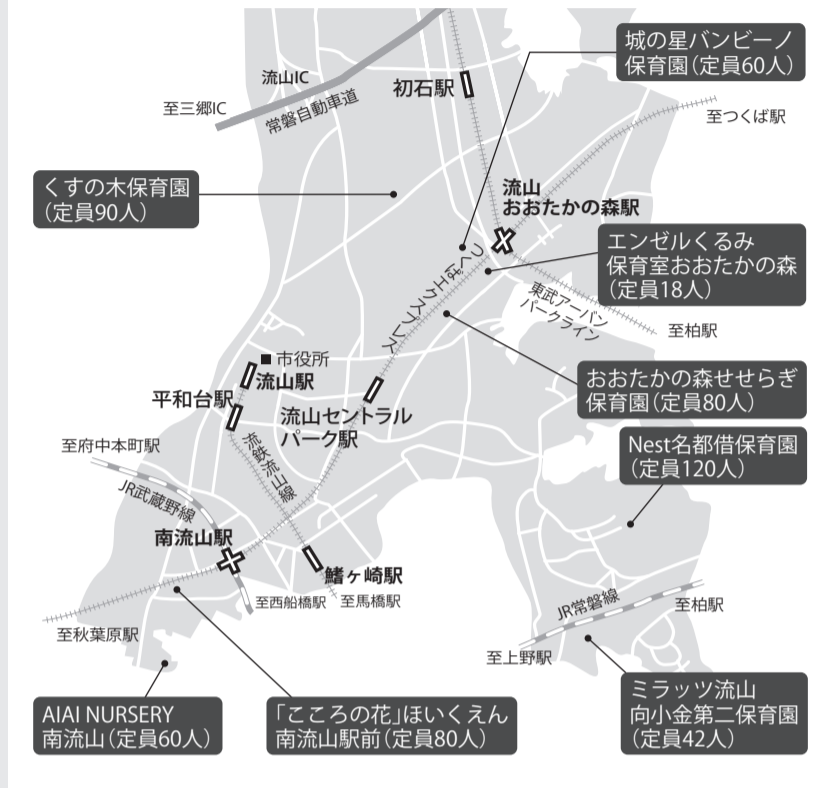 城の星バンビーノ
保育園(定員60人)
流山IC
初石駅
至三郷IC
常磐自動車道
至つくば駅
くすの木保育園
(定員90人)
流山
おおたかの森駅
エンゼルくるみ
保育室おおたかの森
(定員18人)
つくばエクスプレス
東武アーバン
パークライン
至柏駅
■市役所
流山駅
おおたかの森せせらぎ
保育園(定員80人)
平和台駅
流山セントラル
パーク駅
至府中本町駅
流鉄流山線
Nest名都借保育園
(定員120人)
JR武蔵野線
南流山駅
鰭ヶ崎駅
至西船橋駅
至馬橋駅
JR常磐線
至柏駅
至秋葉原駅
至上野駅
AIAI NURSERY
南流山(定員60人)
「こころの花」ほいくえん
南流山駅前(定員80人)
ミラッツ流山
向小金第二保育園
(定員42人)